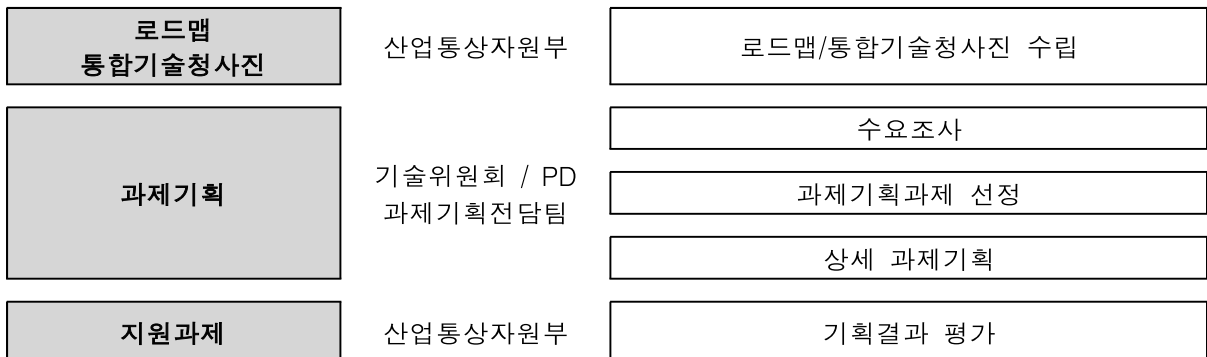 로드맵
통합기술청사진
산업통상자원부
로드맵/통합기술청사진 수립
과제기획
기술위원회 / PD
과제기획전담팀
수요조사
과제기획과제 선정
상세 과제기획
지원과제
산업통상자원부
기획결과 평가